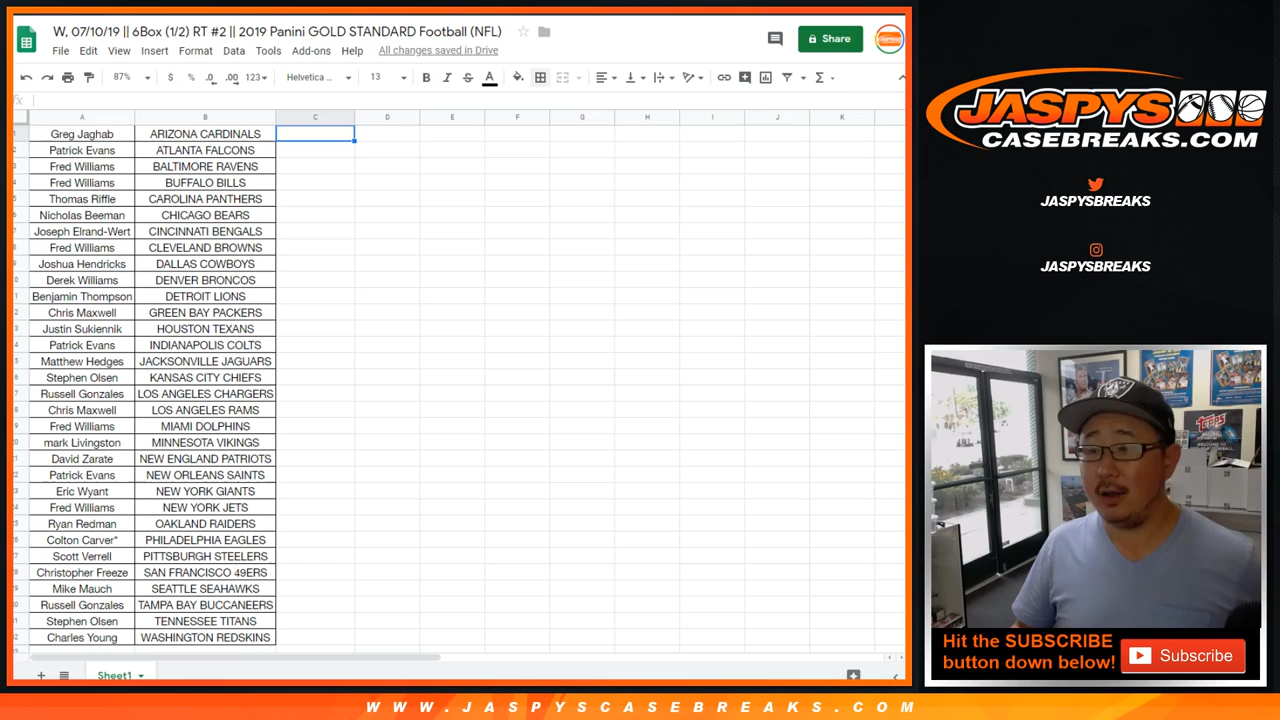 W, 07/10/19 || 6Box (1/2) RT #2 || 2019 Panini GOLD STANDARD Football (NFL)
File Edit View Insert Format Data Tools Add-ons Help All changes saved in Drive
Share
87% $ % .0 .00 123 Helvetica ... 13 B I S A
fx
A B C D E F G H I J K
Greg Jaghab ARIZONA CARDINALS
Patrick Evans ATLANTA FALCONS
Fred Williams BALTIMORE RAVENS
Fred Williams BUFFALO BILLS
Thomas Riffle CAROLINA PANTHERS
Nicholas Beeman CHICAGO BEARS
Joseph Elrand-Wert CINCINNATI BENGALS
Fred Williams CLEVELAND BROWNS
Joshua Hendricks DALLAS COWBOYS
Derek Williams DENVER BRONCOS
Benjamin Thompson DETROIT LIONS
Chris Maxwell GREEN BAY PACKERS
Justin Sukiennik HOUSTON TEXANS
Patrick Evans INDIANAPOLIS COLTS
Matthew Hedges JACKSONVILLE JAGUARS
Stephen Olsen KANSAS CITY CHIEFS
Russell Gonzales LOS ANGELES CHARGERS
Chris Maxwell LOS ANGELES RAMS
Fred Williams MIAMI DOLPHINS
mark Livingston MINNESOTA VIKINGS
David Zarate NEW ENGLAND PATRIOTS
Patrick Evans NEW ORLEANS SAINTS
Eric Wyant NEW YORK GIANTS
Fred Williams NEW YORK JETS
Ryan Redman OAKLAND RAIDERS
Colton Carver* PHILADELPHIA EAGLES
Scott Verrell PITTSBURGH STEELERS
Christopher Freeze SAN FRANCISCO 49ERS
Mike Mauch SEATTLE SEAHAWKS
Russell Gonzales TAMPA BAY BUCCANEERS
Stephen Olsen TENNESSEE TITANS
Charles Young WASHINGTON REDSKINS
Sheet1
JASPYS
CASEBREAKS.COM
JASPYSBREAKS
JASPYSBREAKS
TOPPS
Hit the SUBSCRIBE
button down below!
Subscribe
WWW.JASPYSCASEBREAKS.COM